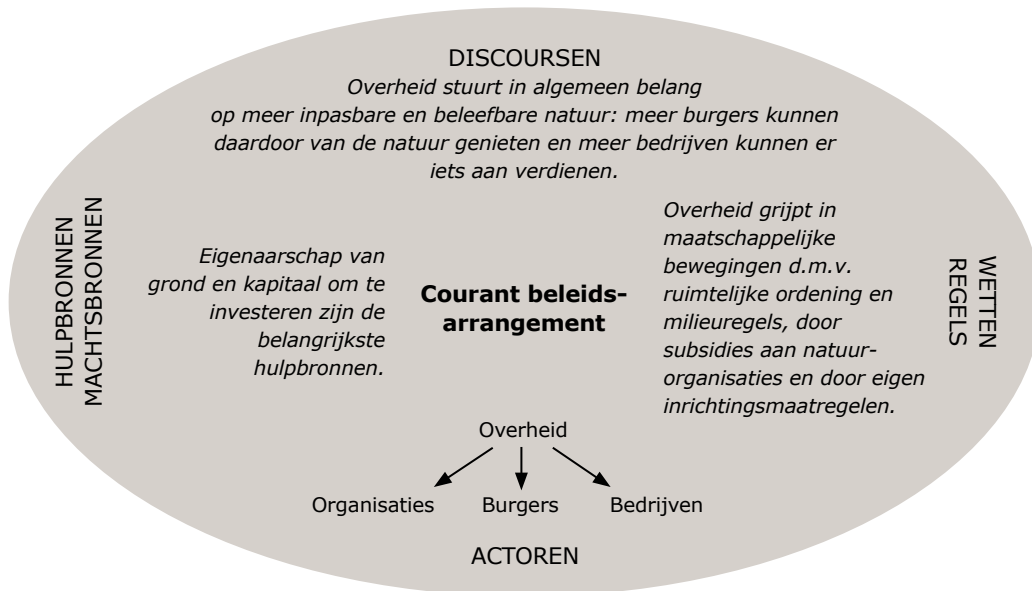 DISCOURSEN
Overheid stuurt in algemeen belang
op meer inpasbare en beleefbare natuur: meer burgers kunnen
daardoor van de natuur genieten en meer bedrijven kunnen er
iets aan verdienen.
HULPBRONNEN
MACHTSBRONNEN
Eigenaarschap van
grond en kapitaal om te
investeren zijn de
belangrijkste
hulpbronnen.
Courant beleids-
arrangement
Overheid grijpt in
maatschappelijke
bewegingen d.m.v.
ruimtelijke ordening en
milieuregels, door
subsidies aan natuur-
organisaties en door eigen
inrichtingsmaatregelen.
WETTEN
REGELS
Overheid
Organisaties
Burgers
Bedrijven
ACTOREN